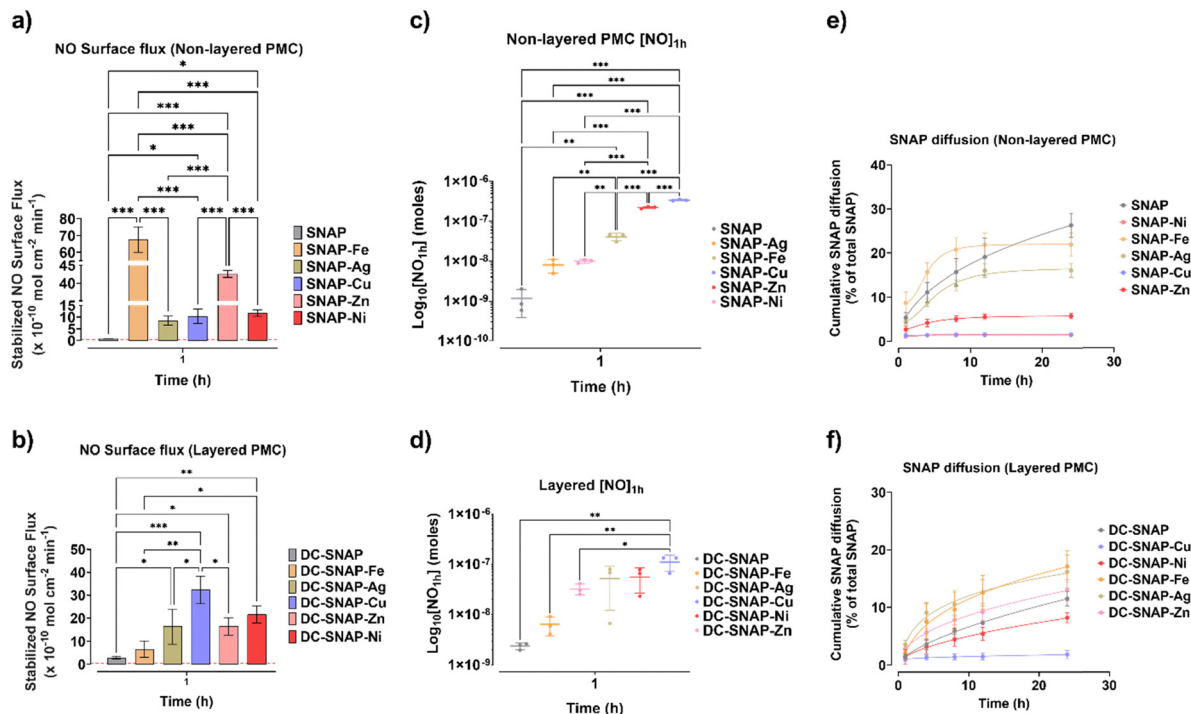 a)
NO Surface flux (Non-layered PMC)
*
***
***
***
*
***
***
*** *** *** ***
Stabilized NO Surface Flux
(x 10⁻¹⁰ mol cm⁻² min⁻¹)
80
70
60
50
45
40
15
10
5
0
1
Time (h)
SNAP
SNAP-Fe
SNAP-Ag
SNAP-Cu
SNAP-Zn
SNAP-Ni
b)
NO Surface flux (Layered PMC)
**
*
*
***
**
* * *
Stabilized NO Surface Flux
(x 10⁻¹⁰ mol cm⁻² min⁻¹)
50
40
30
20
10
0
1
Time (h)
DC-SNAP
DC-SNAP-Fe
DC-SNAP-Ag
DC-SNAP-Cu
DC-SNAP-Zn
DC-SNAP-Ni
c)
Non-layered PMC [NO]₁ₕ
***
***
***
***
***
**
***
** ***
** *** ***
Log₁₀[NO₁ₕ] (moles)
1×10⁻⁶
1×10⁻⁷
1×10⁻⁸
1×10⁻⁹
1×10⁻¹⁰
1
Time (h)
SNAP
SNAP-Ag
SNAP-Fe
SNAP-Cu
SNAP-Zn
SNAP-Ni
d)
Layered [NO]₁ₕ
**
**
*
Log₁₀[NO₁ₕ] (moles)
1×10⁻⁶
1×10⁻⁷
1×10⁻⁸
1×10⁻⁹
1
Time (h)
DC-SNAP
DC-SNAP-Fe
DC-SNAP-Ag
DC-SNAP-Cu
DC-SNAP-Ni
DC-SNAP-Zn
e)
SNAP diffusion (Non-layered PMC)
Cumulative SNAP diffusion
(% of total SNAP)
40
30
20
10
0
0 10 20 30
Time (h)
SNAP
SNAP-Ni
SNAP-Fe
SNAP-Ag
SNAP-Cu
SNAP-Zn
f)
SNAP diffusion (Layered PMC)
Cumulative SNAP diffusion
(% of total SNAP)
30
20
10
0
0 10 20 30
Time (h)
DC-SNAP
DC-SNAP-Cu
DC-SNAP-Ni
DC-SNAP-Fe
DC-SNAP-Ag
DC-SNAP-Zn